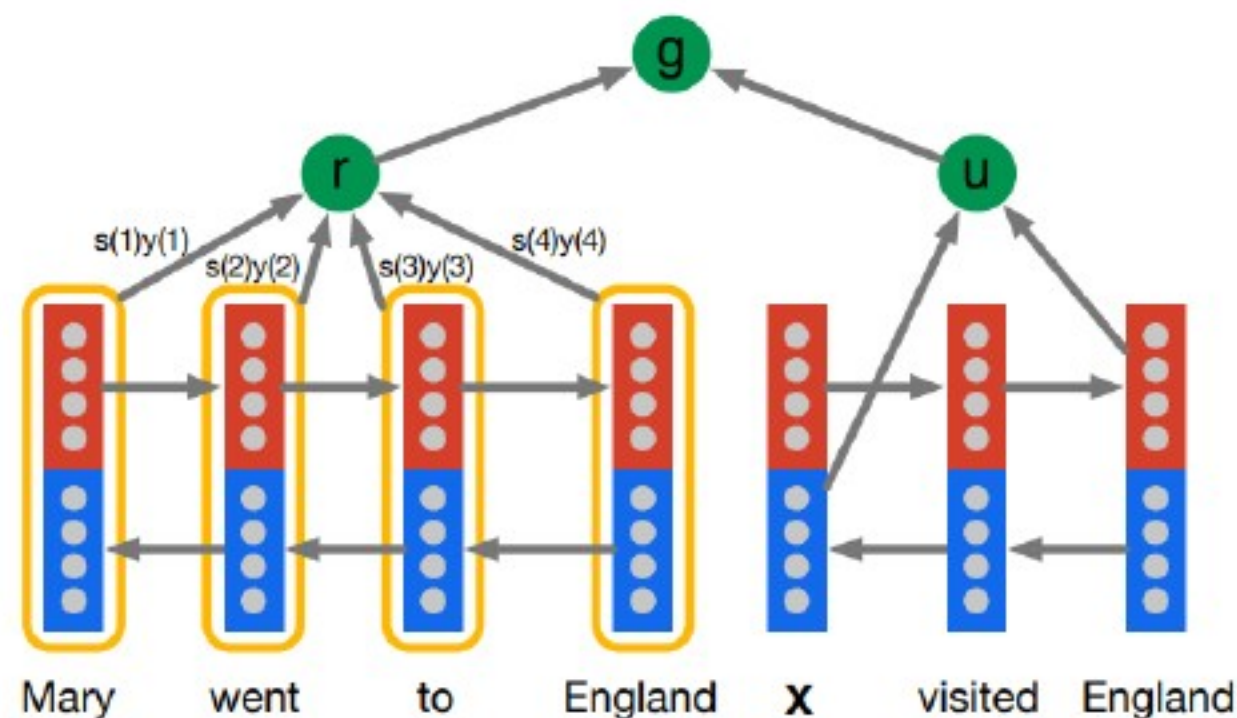 g
r
u
s(1)y(1)
s(2)y(2)
s(3)y(3)
s(4)y(4)
Mary went to England X visited England